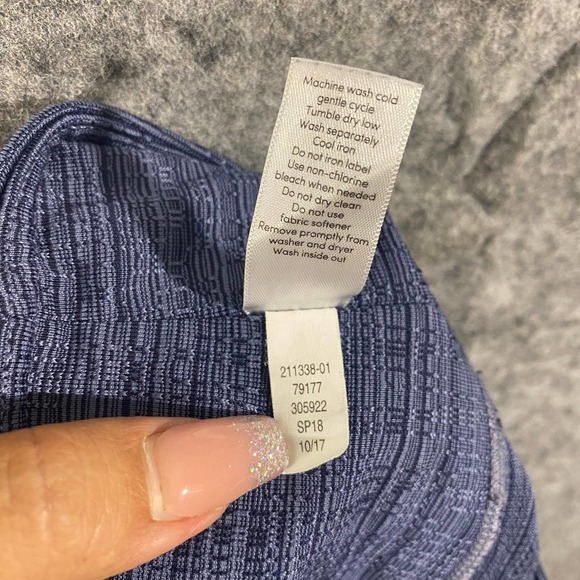 Machine wash cold
gentle cycle
Tumble dry low
Wash separately
Cool iron
Do not iron label
Use non-chlorine
bleach when needed
Do not dry clean
Do not use
fabric softener
Remove promptly from
washer and dryer
Wash inside out
211338-01
79177
305922
SP18
10/17